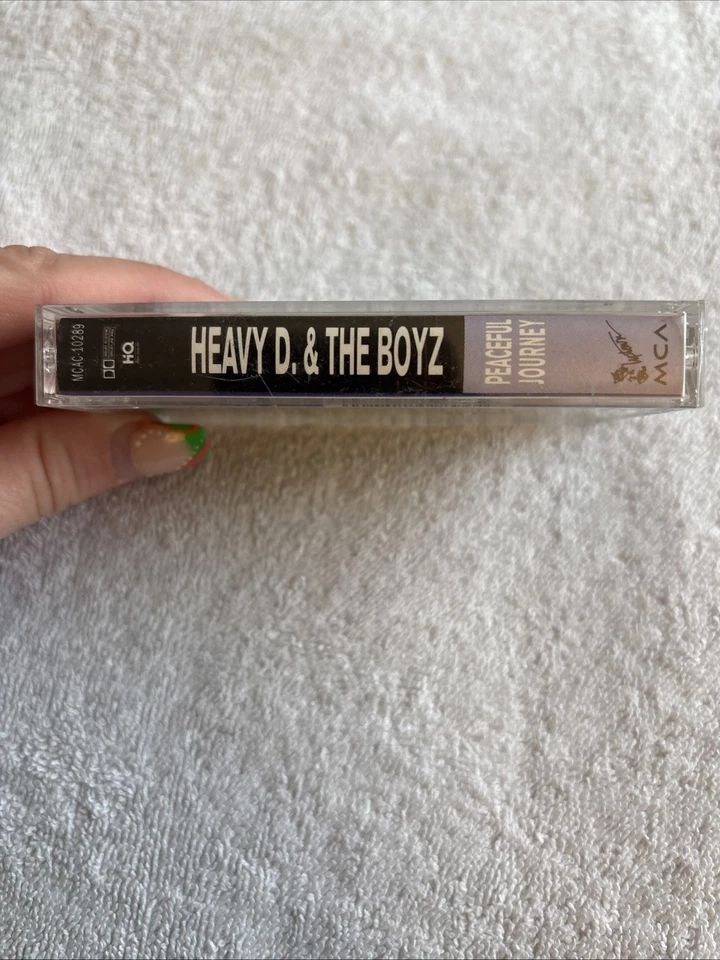 MCAC-10289
HQ
HEAVY D. & THE BOYZ
PEACEFUL
JOURNEY
MCA